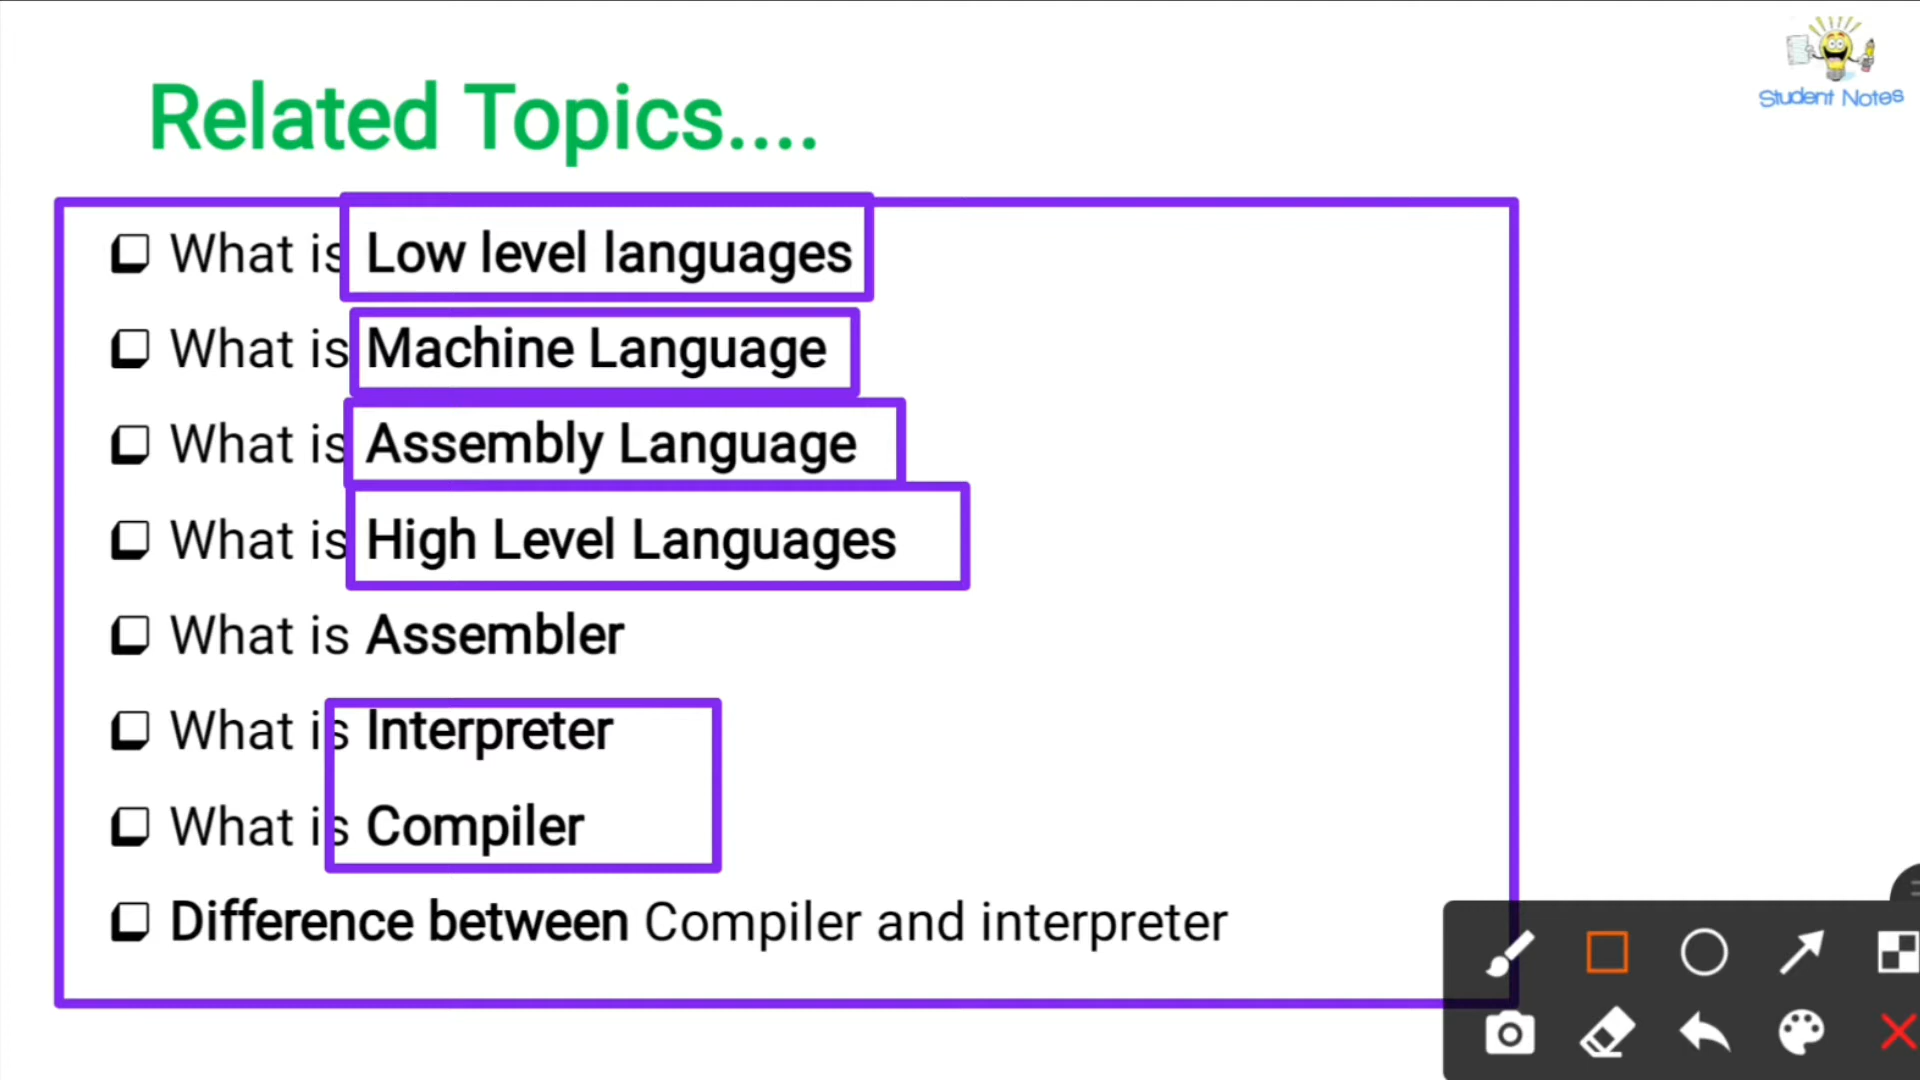 Student Notes
Related Topics....
What is Low level languages
What is Machine Language
What is Assembly Language
What is High Level Languages
What is Assembler
What is Interpreter
What is Compiler
Difference between Compiler and interpreter